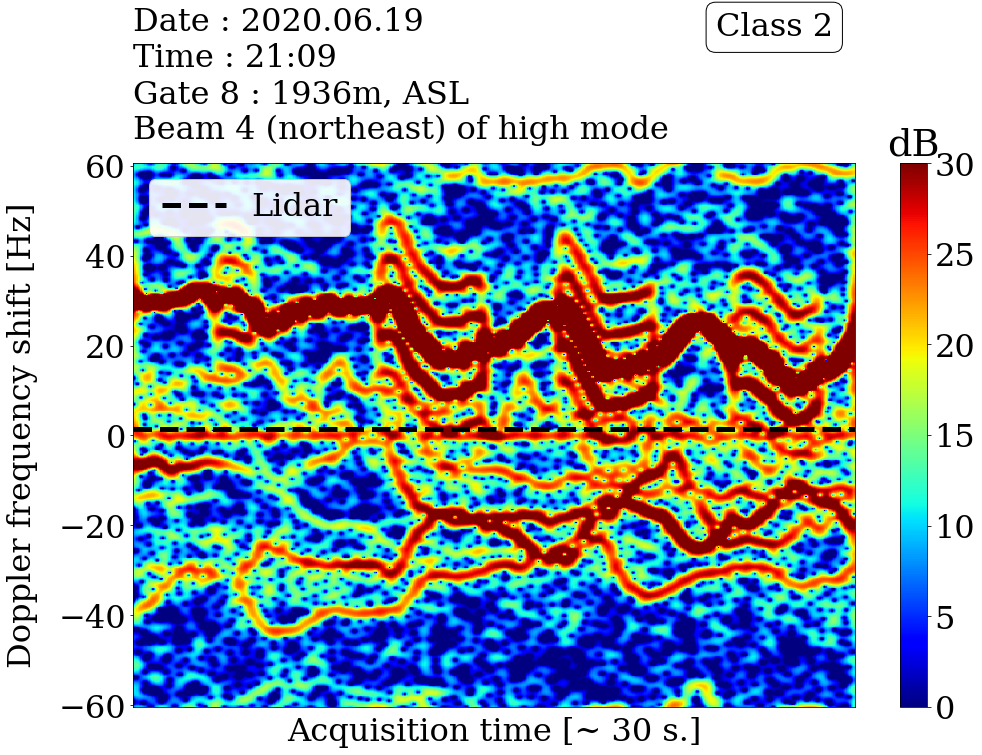 Date : 2020.06.19
Time : 21:09
Gate 8 : 1936m, ASL
Beam 4 (northeast) of high mode
Class 2
dB
Lidar
Doppler frequency shift [Hz]
60
40
20
0
−20
−40
−60
30
25
20
15
10
5
0
Acquisition time [~ 30 s.]